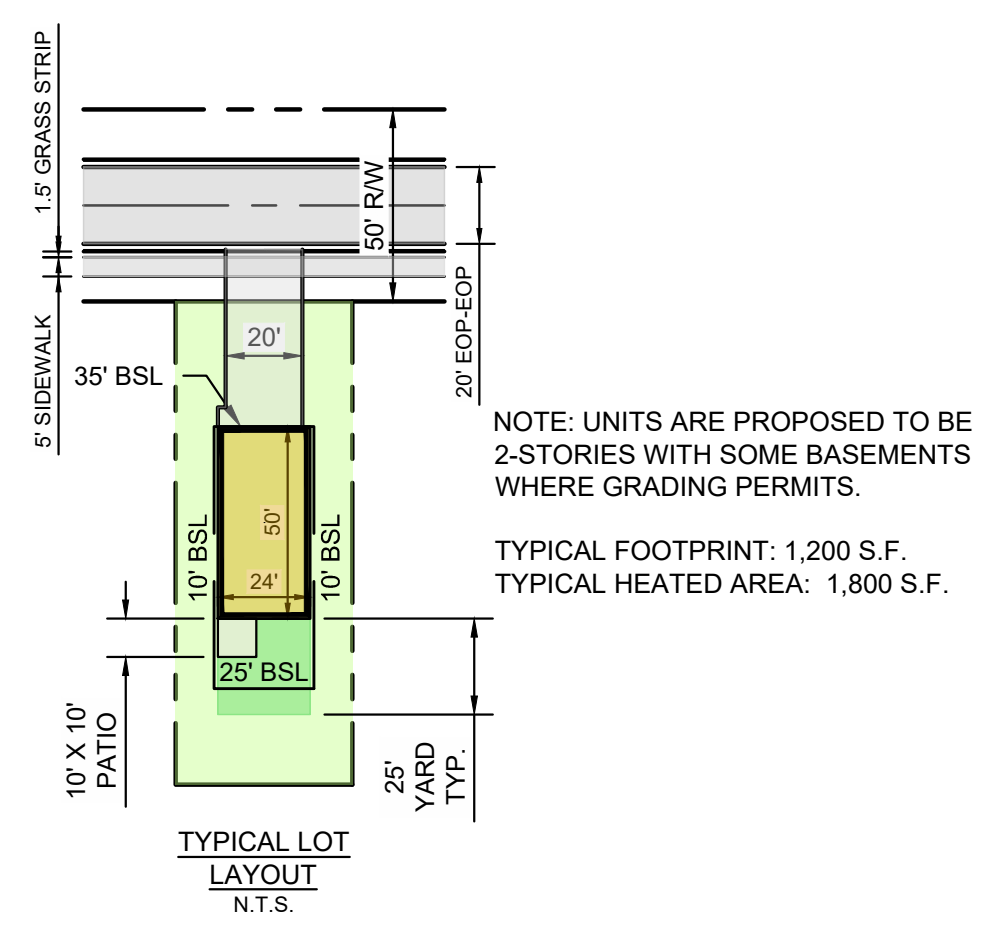 1.5' GRASS STRIP
50' R/W
20' EOP-EOP
5' SIDEWALK
20'
35' BSL
50'
24'
10' BSL
10' BSL
25' BSL
10' X 10'
PATIO
25'
YARD
TYP.
NOTE: UNITS ARE PROPOSED TO BE
2-STORIES WITH SOME BASEMENTS
WHERE GRADING PERMITS.
TYPICAL FOOTPRINT: 1,200 S.F.
TYPICAL HEATED AREA: 1,800 S.F.
TYPICAL LOT
LAYOUT
N.T.S.